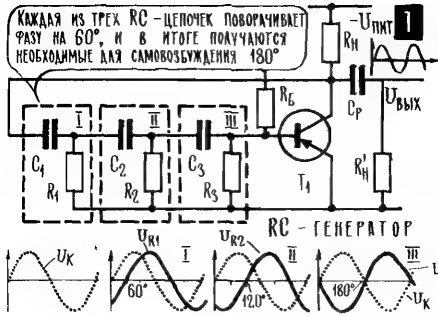 КАЖДАЯ ИЗ ТРЕХ RC-ЦЕПОЧЕК ПОВОРАЧИВАЕТ
ФАЗУ НА 60°, И В ИТОГЕ ПОЛУЧАЮТСЯ
НЕОБХОДИМЫЕ ДЛЯ САМОВОЗБУЖДЕНИЯ 180°
-Uпит
1
Rн
Cр
Uвых
Rб
I
II
III
C1
R1
C2
R2
C3
R3
T1
R'н
RC-ГЕНЕРАТОР
Uк
UR1
I
60°
UR2
II
120°
III
180°
Uк